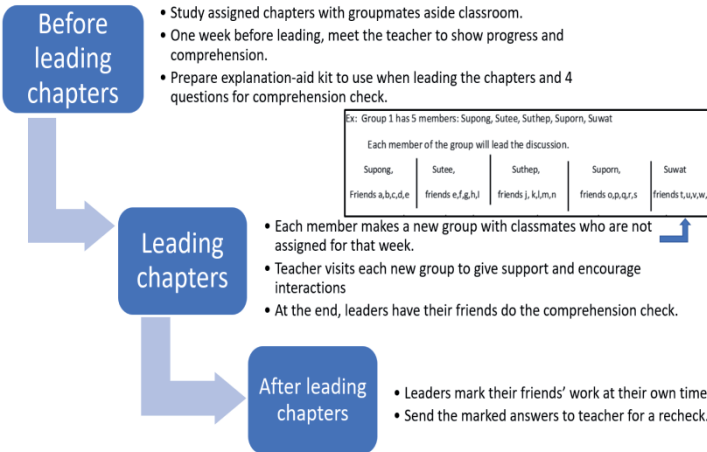 Before
leading
chapters
• Study assigned chapters with groupmates aside classroom.
• One week before leading, meet the teacher to show progress and
comprehension.
• Prepare explanation-aid kit to use when leading the chapters and 4
questions for comprehension check.
Ex: Group 1 has 5 members: Supong, Sutee, Suthep, Suporn, Suwat
Each member of the group will lead the discussion.
Supong,
Friends a,b,c,d,e
Sutee,
friends e,f,g,h,I
Suthep,
friends j, k,l,m,n
Suporn,
friends o,p,q,r,s
Suwat
friends t,u,v,w,
Leading
chapters
• Each member makes a new group with classmates who are not
assigned for that week.
• Teacher visits each new group to give support and encourage
interactions
• At the end, leaders have their friends do the comprehension check.
After leading
chapters
• Leaders mark their friends’ work at their own time
• Send the marked answers to teacher for a recheck.